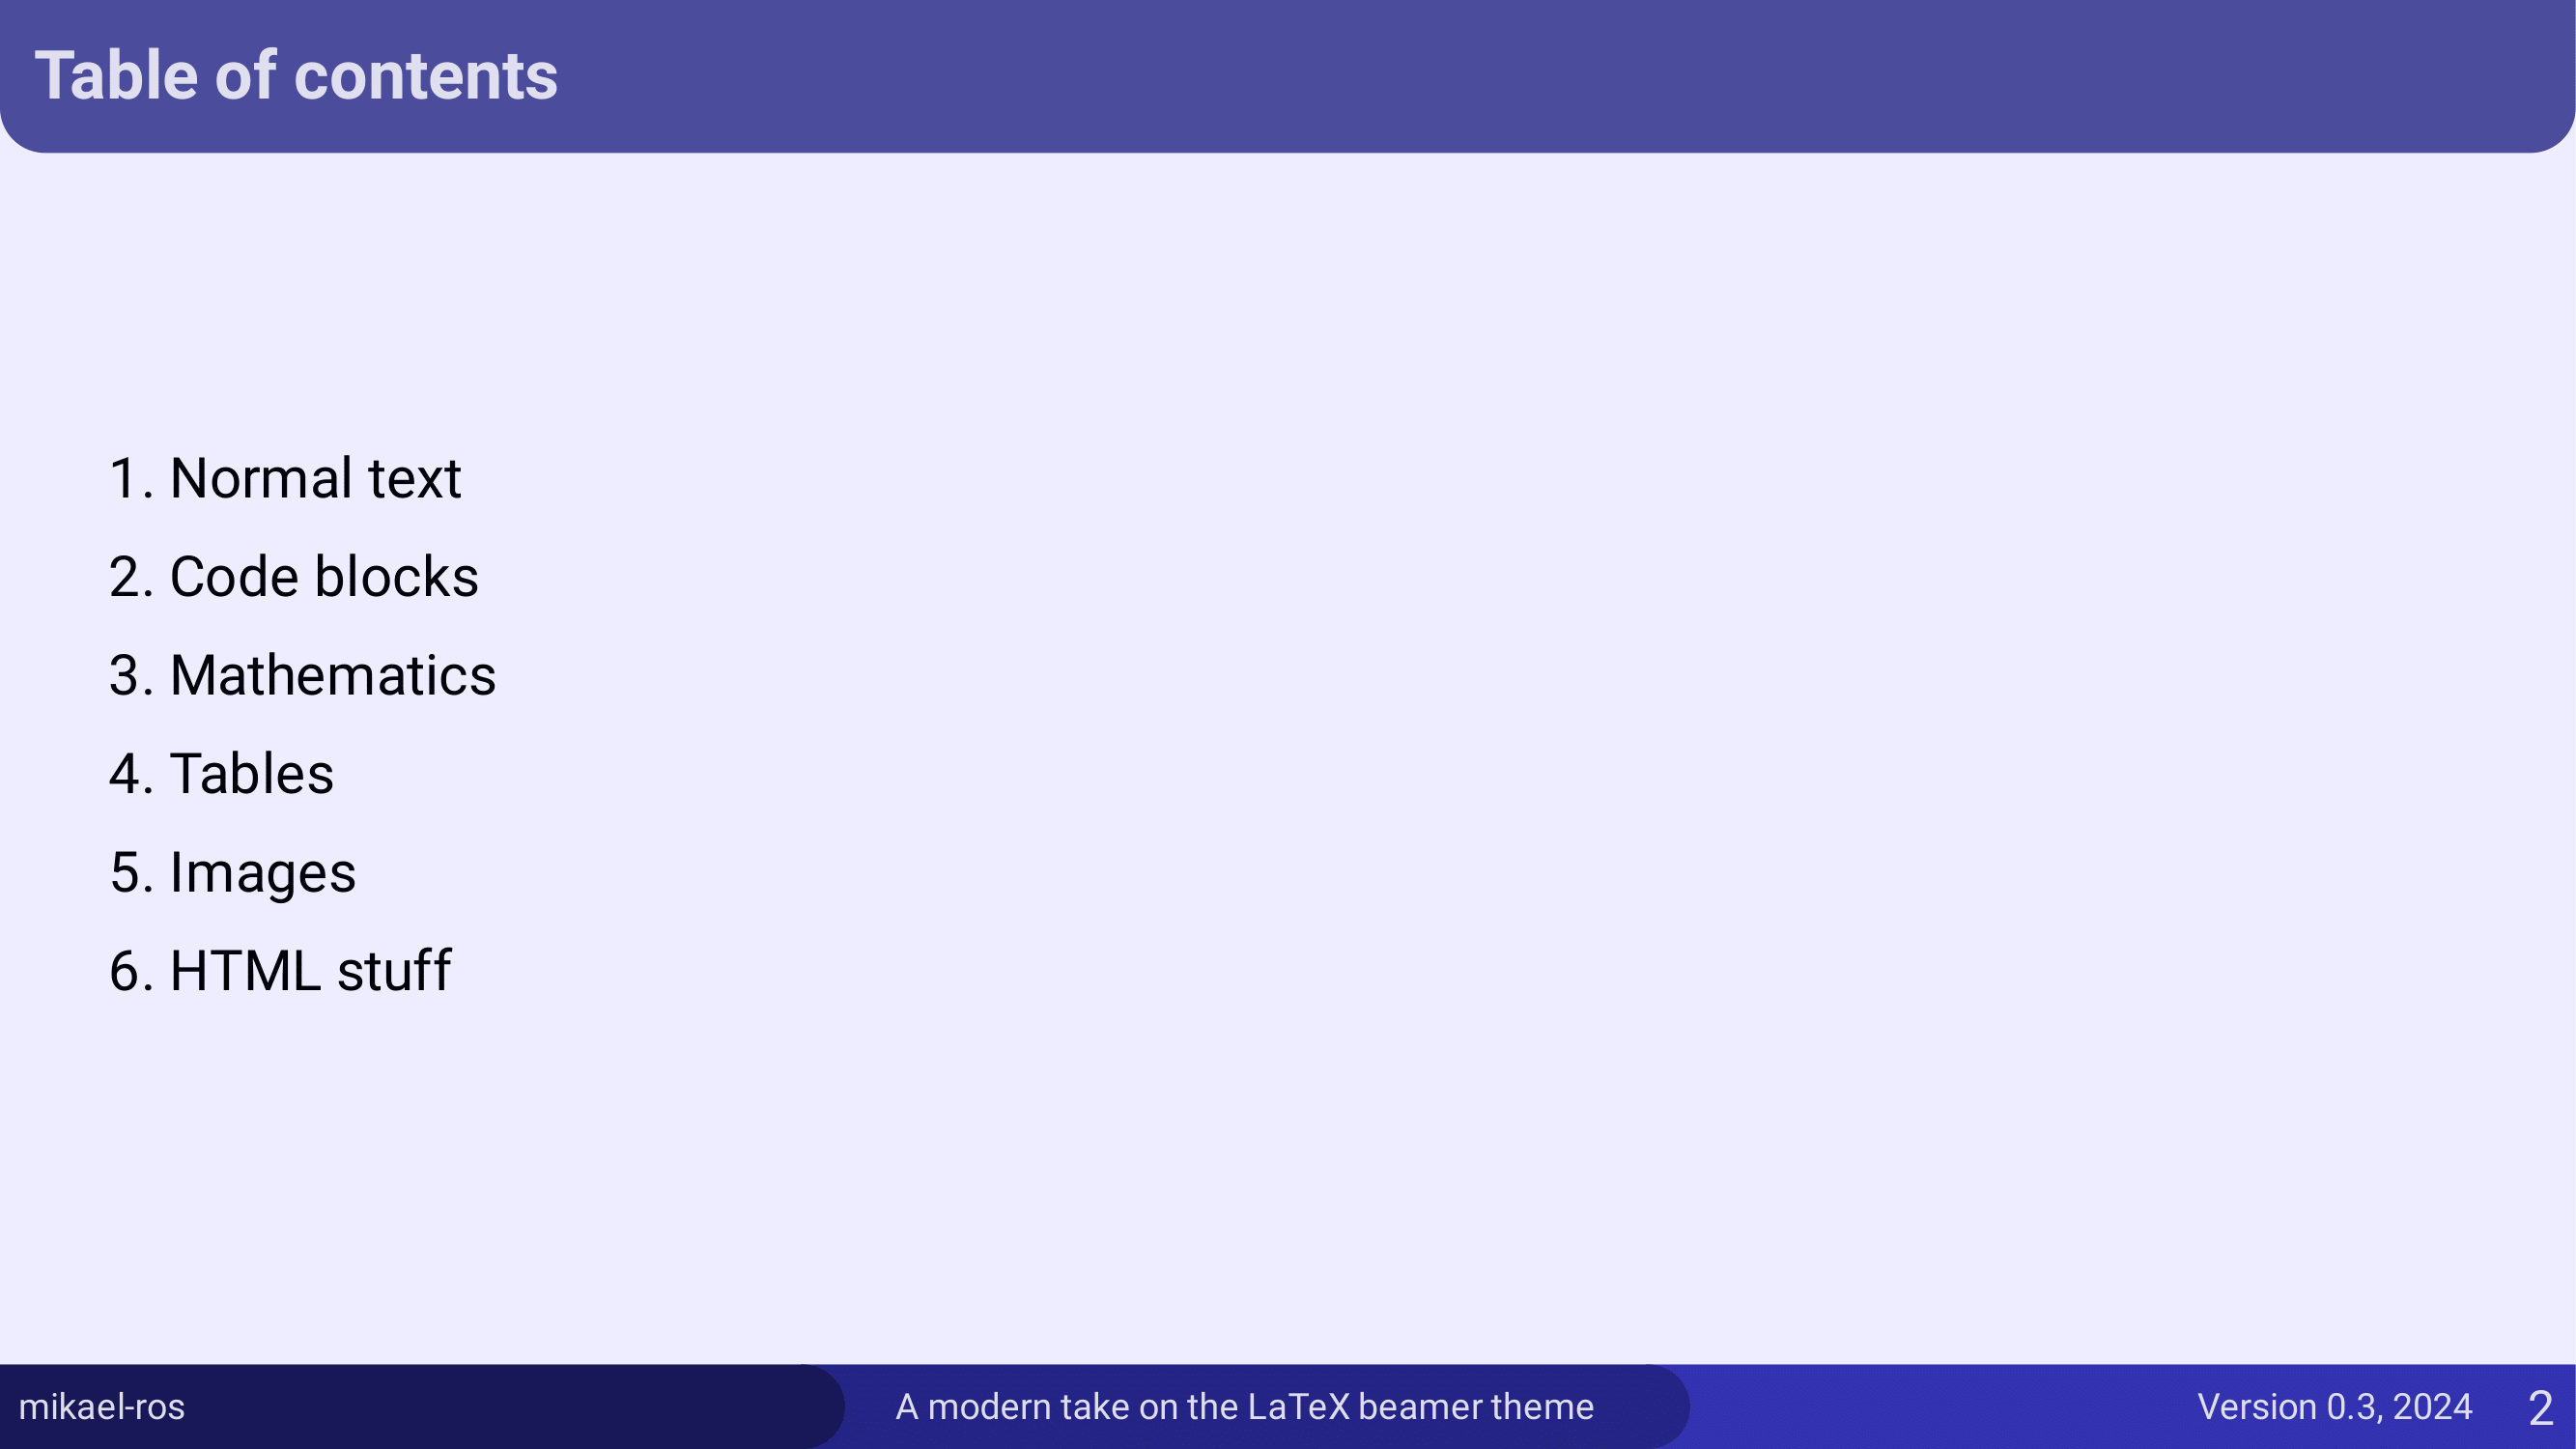 Table of contents
1. Normal text
2. Code blocks
3. Mathematics
4. Tables
5. Images
6. HTML stuff
mikael-ros
A modern take on the LaTeX beamer theme
Version 0.3, 2024
2